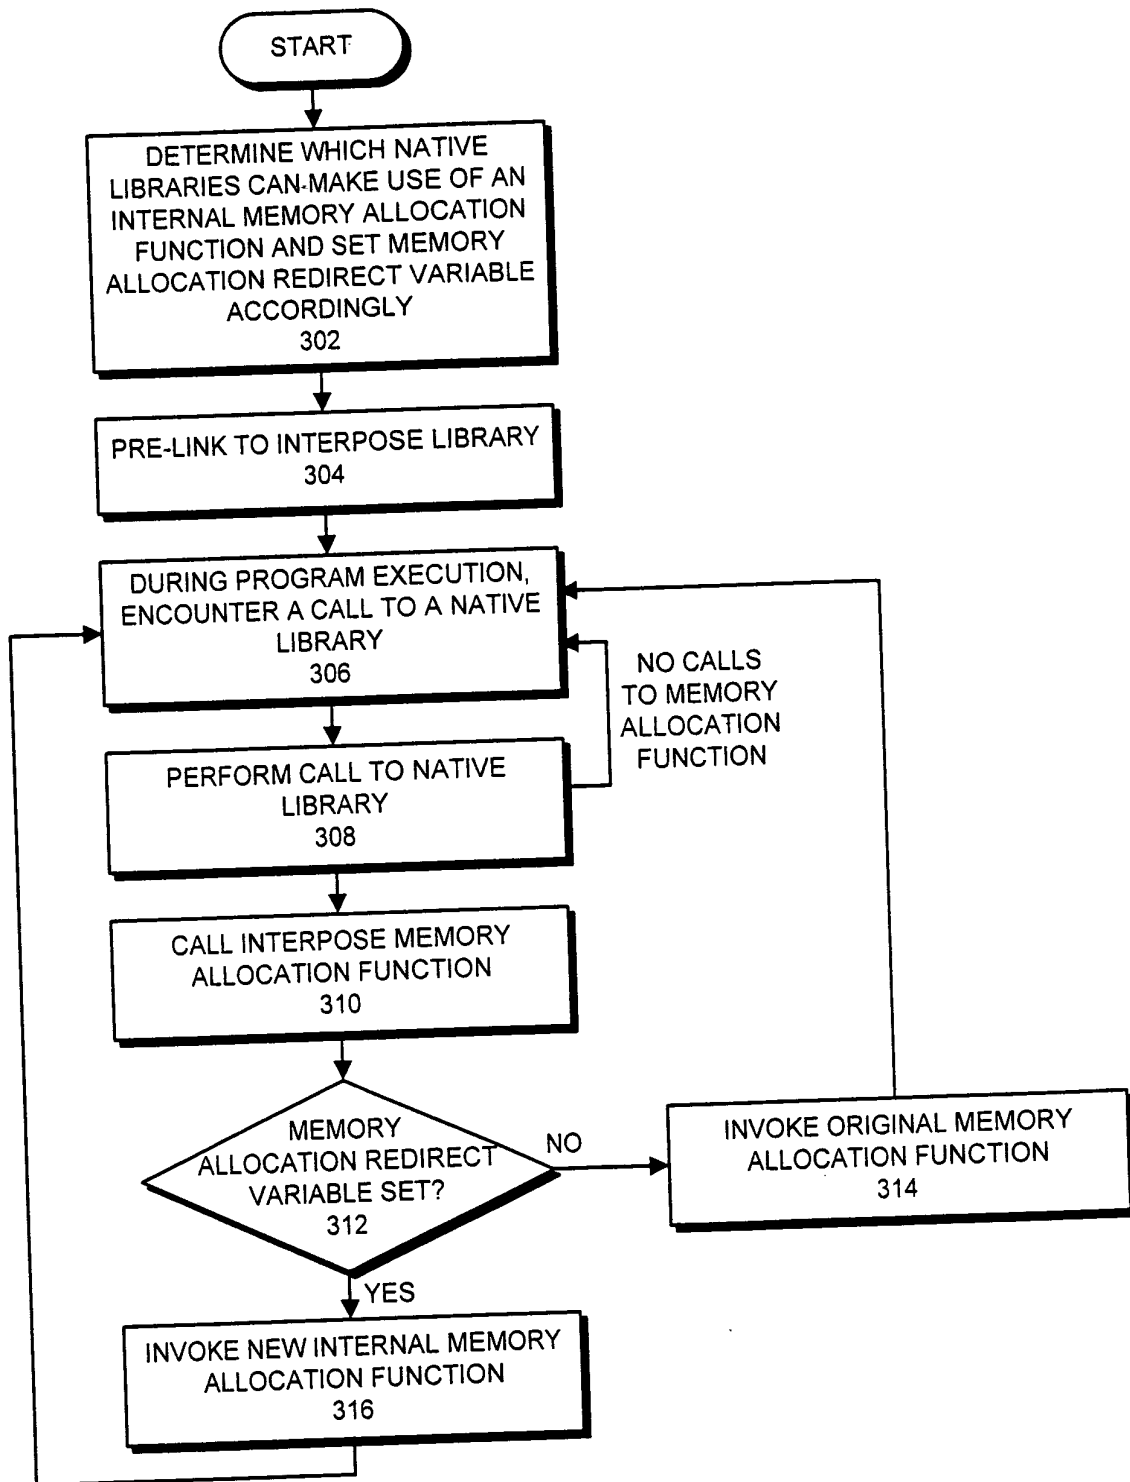 START
DETERMINE WHICH NATIVE
LIBRARIES CAN-MAKE USE OF AN
INTERNAL MEMORY ALLOCATION
FUNCTION AND SET MEMORY
ALLOCATION REDIRECT VARIABLE
ACCORDINGLY
302
PRE-LINK TO INTERPOSE LIBRARY
304
DURING PROGRAM EXECUTION,
ENCOUNTER A CALL TO A NATIVE
LIBRARY
306
NO CALLS
TO MEMORY
ALLOCATION
FUNCTION
PERFORM CALL TO NATIVE
LIBRARY
308
CALL INTERPOSE MEMORY
ALLOCATION FUNCTION
310
MEMORY
ALLOCATION REDIRECT
VARIABLE SET?
312
NO
INVOKE ORIGINAL MEMORY
ALLOCATION FUNCTION
314
YES
INVOKE NEW INTERNAL MEMORY
ALLOCATION FUNCTION
316